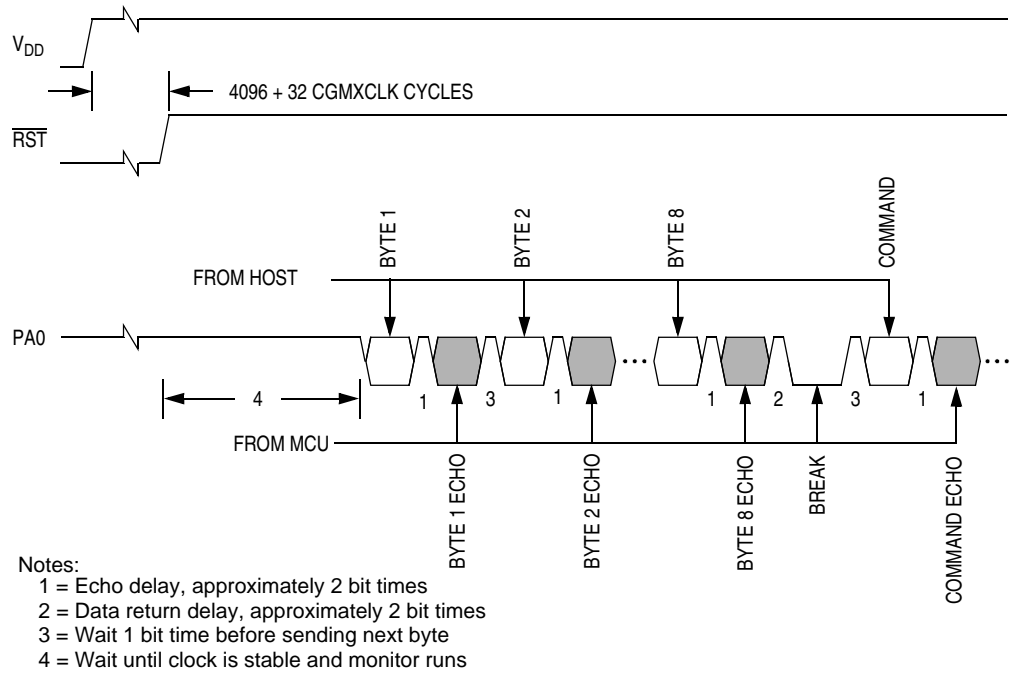 VDD
4096 + 32 CGMXCLK CYCLES
RST
BYTE 1
BYTE 2
BYTE 8
COMMAND
FROM HOST
PA0
...
...
4
1
3
1
1
2
3
1
FROM MCU
BYTE 1 ECHO
BYTE 2 ECHO
BYTE 8 ECHO
BREAK
COMMAND ECHO
Notes:
1 = Echo delay, approximately 2 bit times
2 = Data return delay, approximately 2 bit times
3 = Wait 1 bit time before sending next byte
4 = Wait until clock is stable and monitor runs